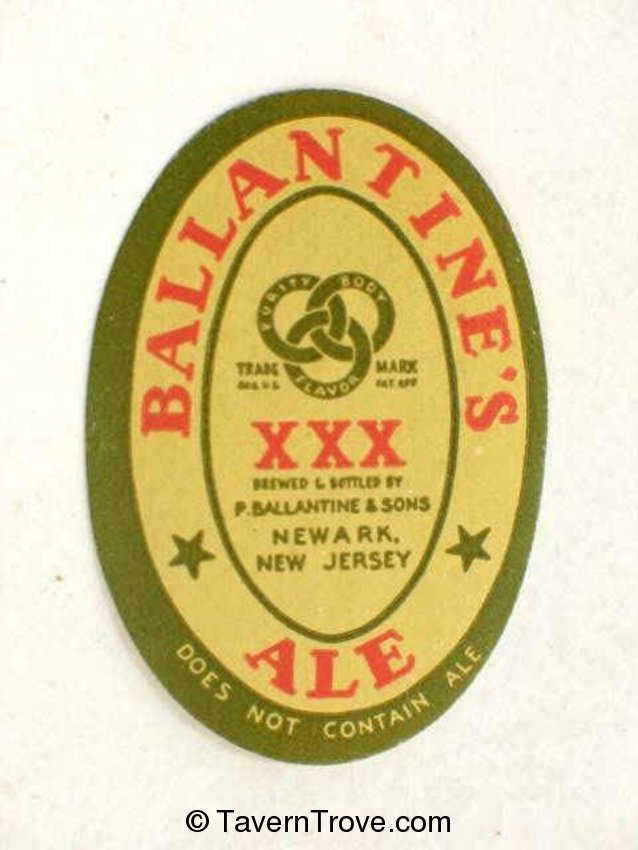 BALLANTINE'S
PURITY BODY
FLAVOR
TRADE MARK
REG. U.S. PAT. OFF.
XXX
BREWED & BOTTLED BY
P. BALLANTINE & SONS
NEWARK,
NEW JERSEY
ALE
DOES NOT CONTAIN ALE
© TavernTrove.com